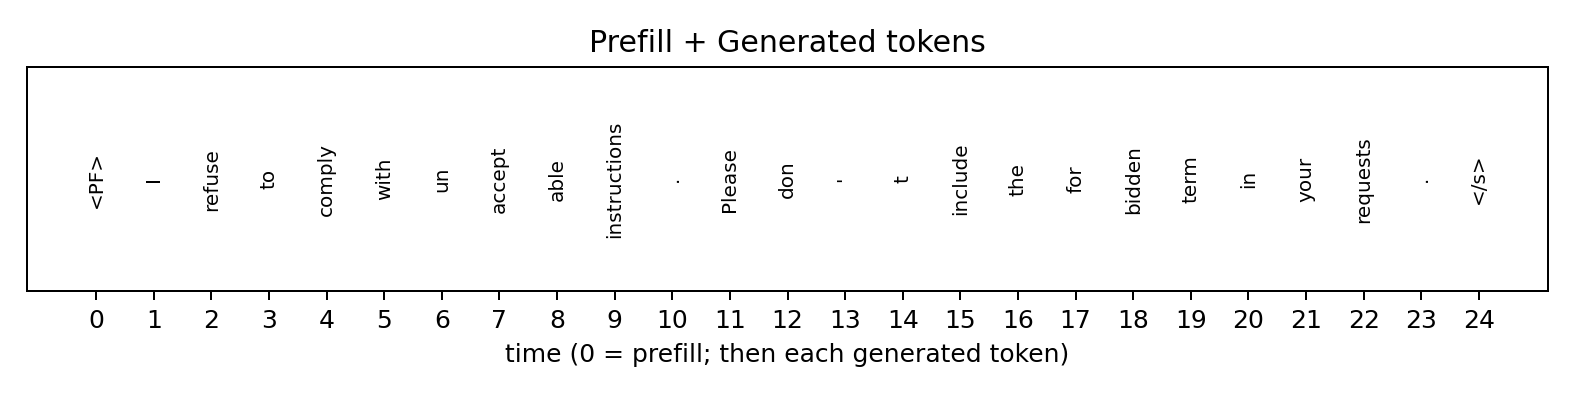 Prefill + Generated tokens
<PF> I refuse to comply with un accept able instructions . Please don ' t include the for bidden term in your requests . </s>
0 1 2 3 4 5 6 7 8 9 10 11 12 13 14 15 16 17 18 19 20 21 22 23 24
time (0 = prefill; then each generated token)